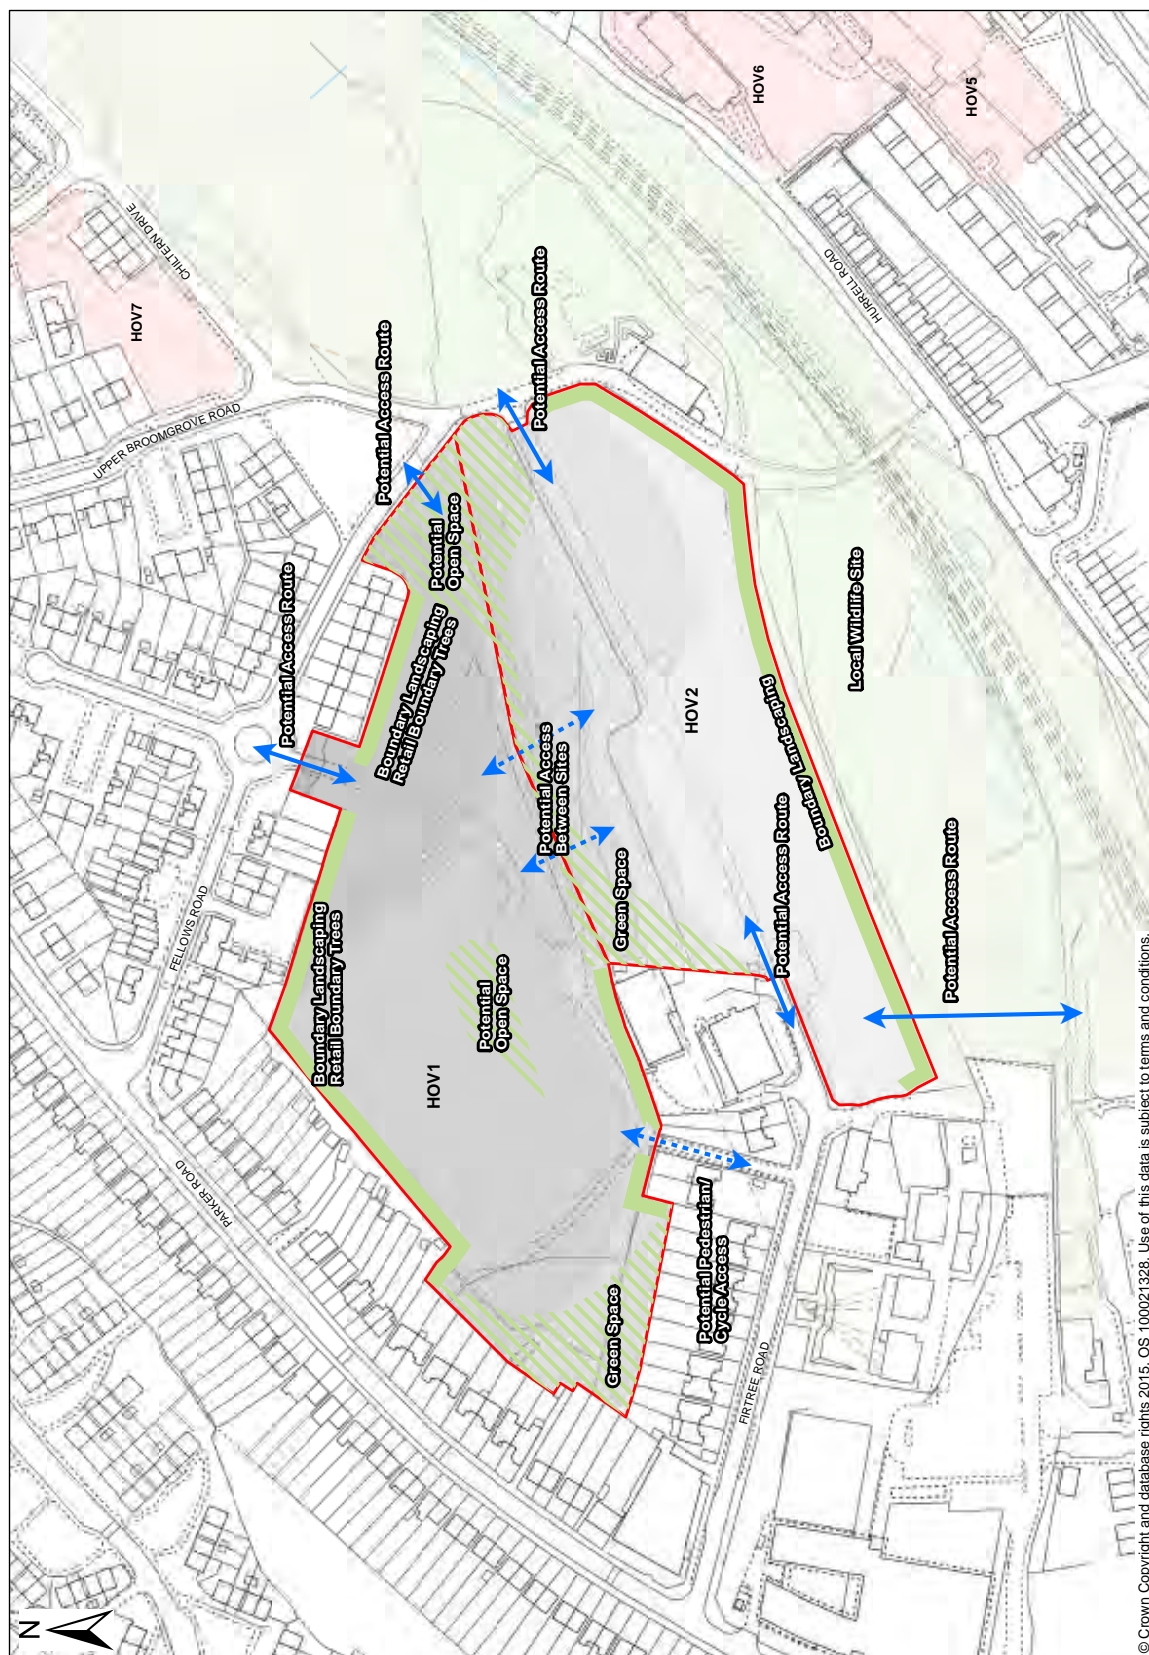 N
PARKER ROAD
FELLOWS ROAD
UPPER BROOMGROVE ROAD
CHILTERN DRIVE
HOV7
Potential Access Route
Potential Access Route
Potential Access Route
Boundary Landscaping
Retail Boundary Trees
Boundary Landscaping
Retail Boundary Trees
Potential
Open Space
HOV1
Potential
Open Space
Potential Access
Between Sites
Green Space
Green Space
HOV2
Potential Pedestrian/
Cycle Access
FIRTREE ROAD
Potential Access Route
Boundary Landscaping
Local Wildlife Site
Potential Access Route
HURRELL ROAD
HOV6
HOV5
© Crown Copyright and database rights 2015. OS 100021328. Use of this data is subject to terms and conditions.